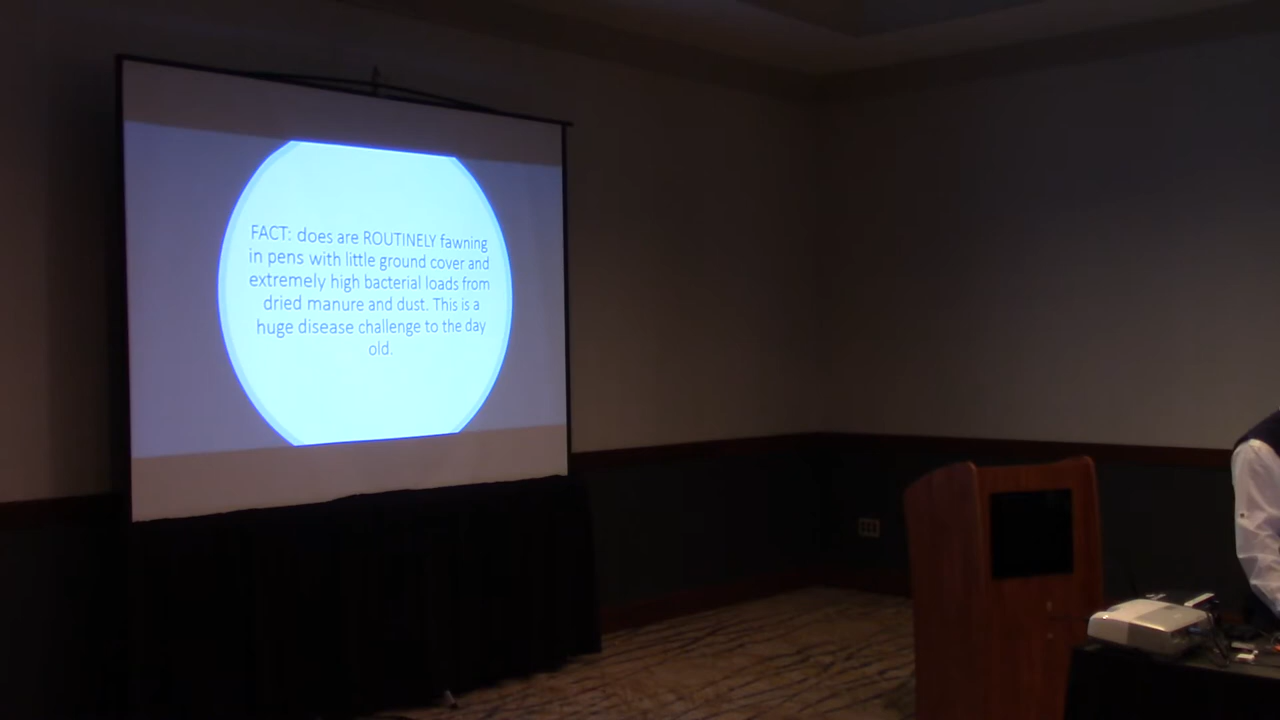 FACT: does are ROUTINELY fawning
in pens with little ground cover and
extremely high bacterial loads from
dried manure and dust. This is a
huge disease challenge to the day
old.